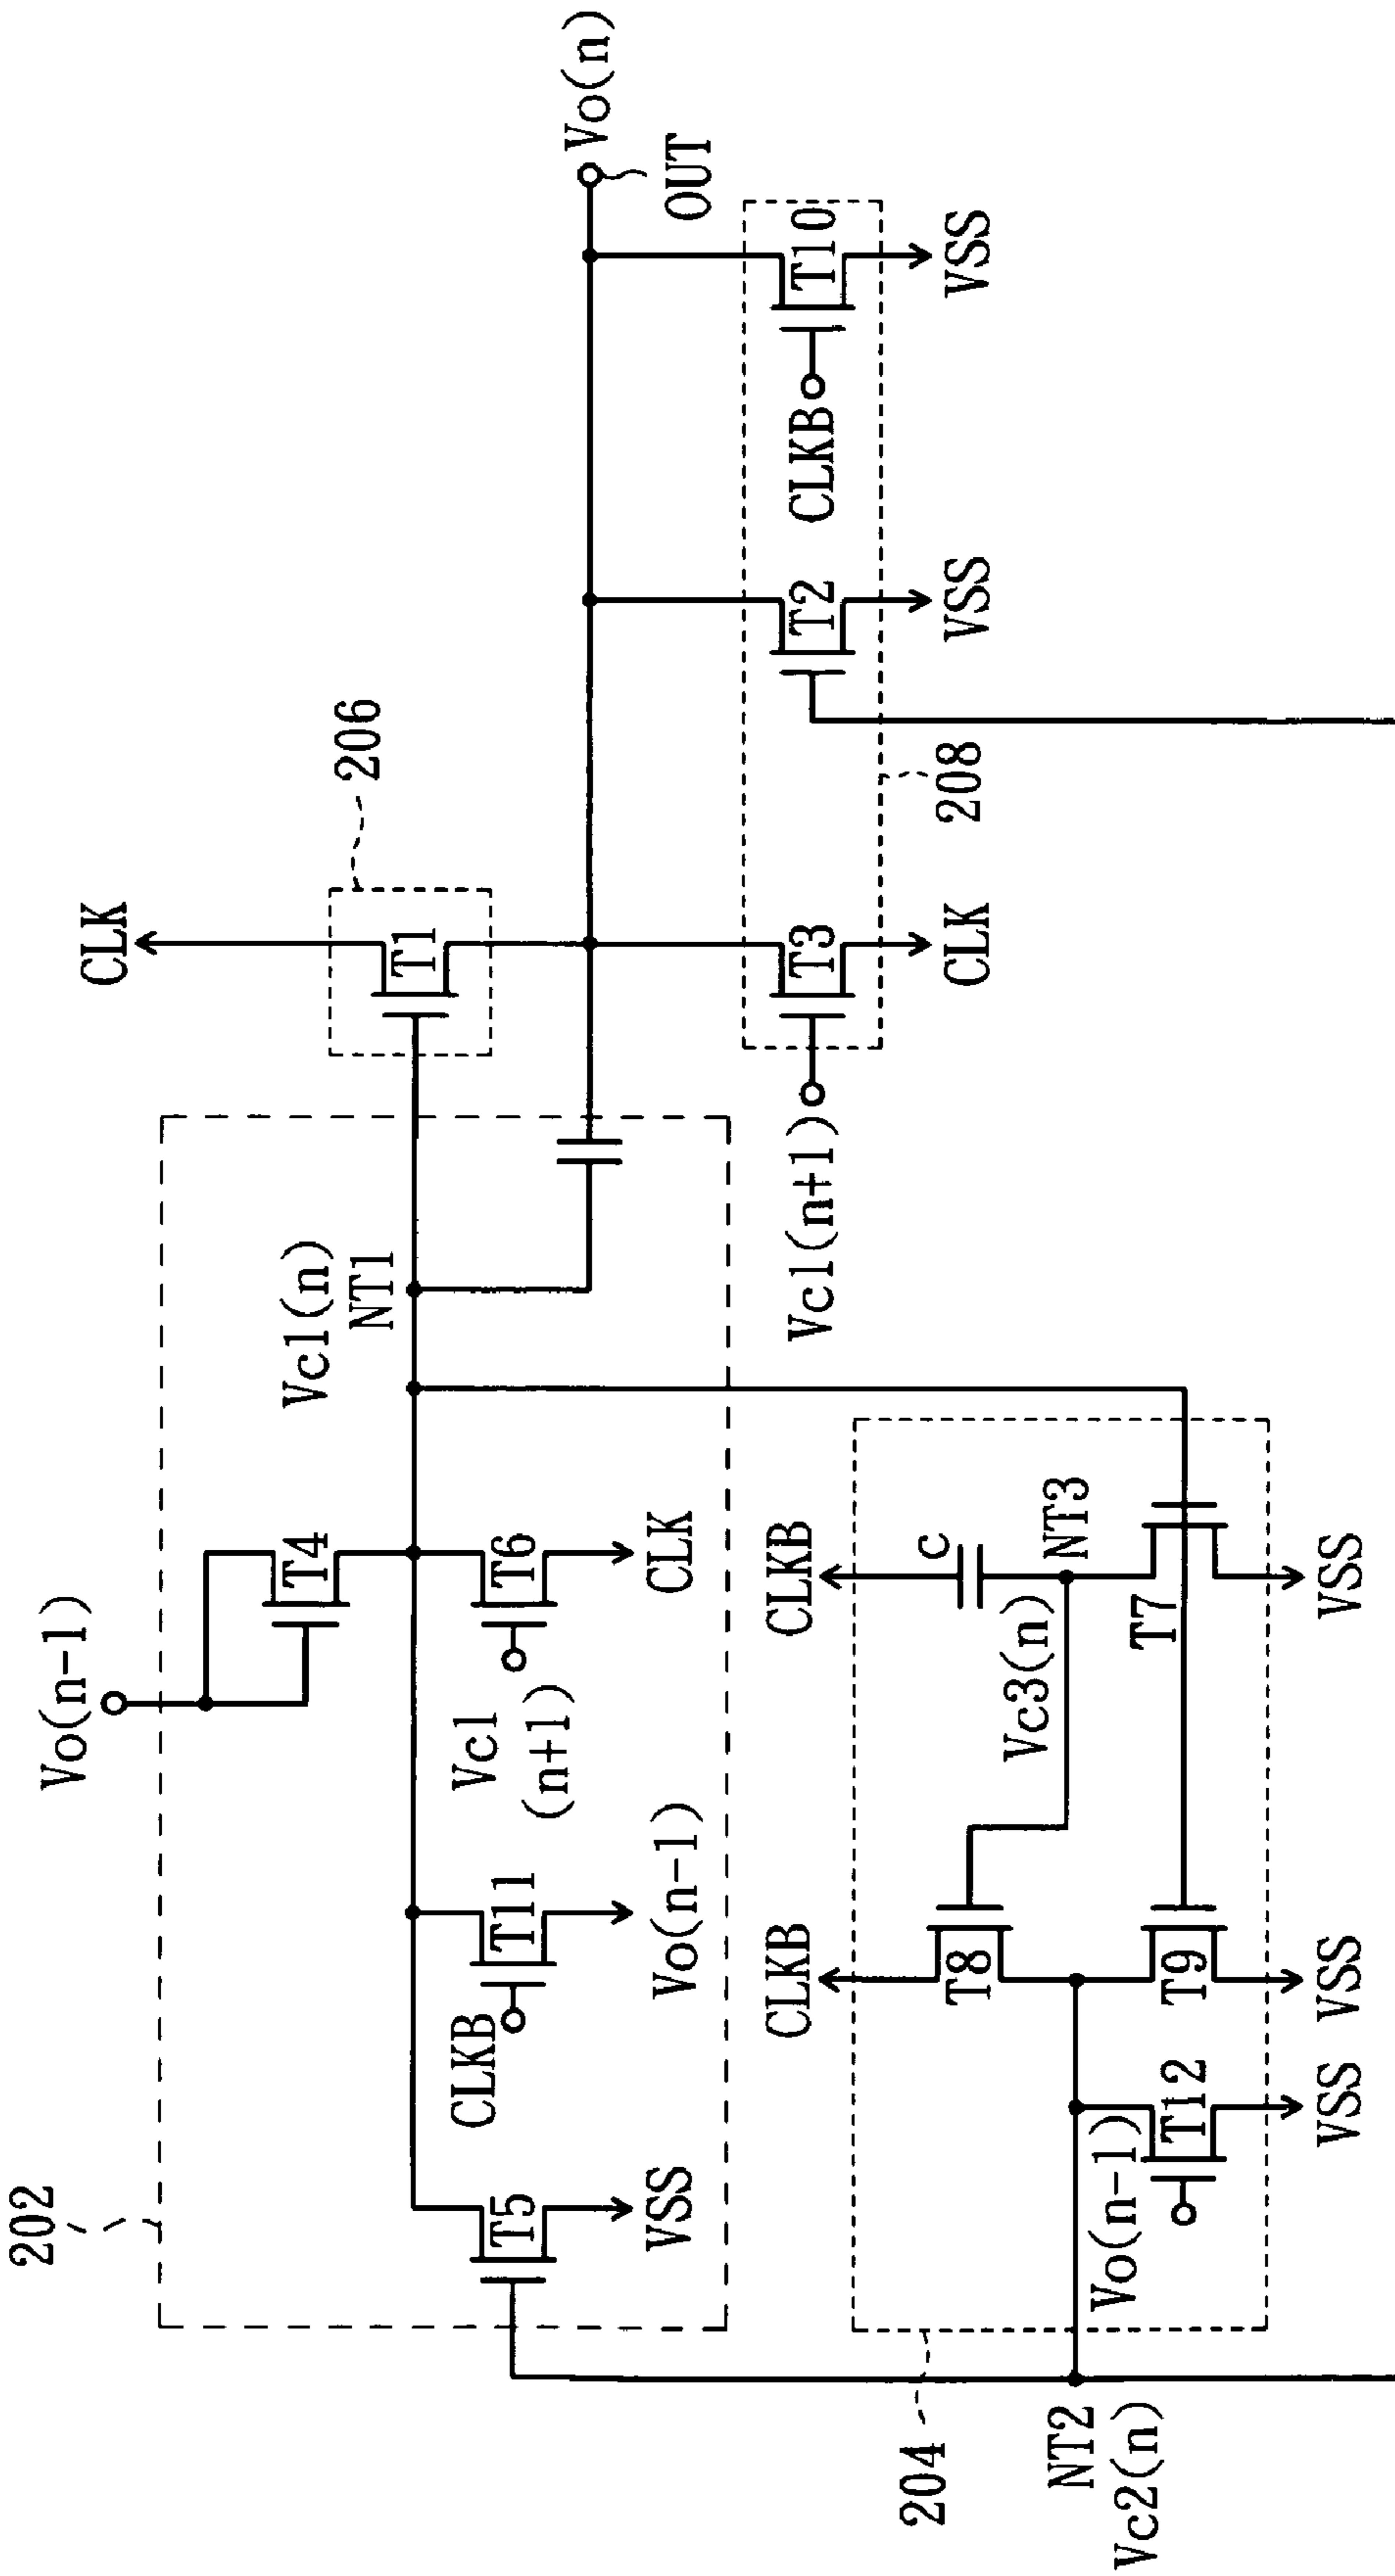 202
Vo(n-1)
CLK
206
T4
T1
Vc1(n)
NT1
Vo(n)
OUT
T5
T11
T6
CLKB
Vc1
(n+1)
VSS
Vo(n-1)
CLK
Vc1(n+1)
T3
T2
T10
CLKB
CLK
VSS
VSS
208
CLKB
CLKB
C
T8
Vc3(n)
NT3
Vo(n-1)
T12
T9
T7
VSS
VSS
VSS
204
NT2
Vc2(n)